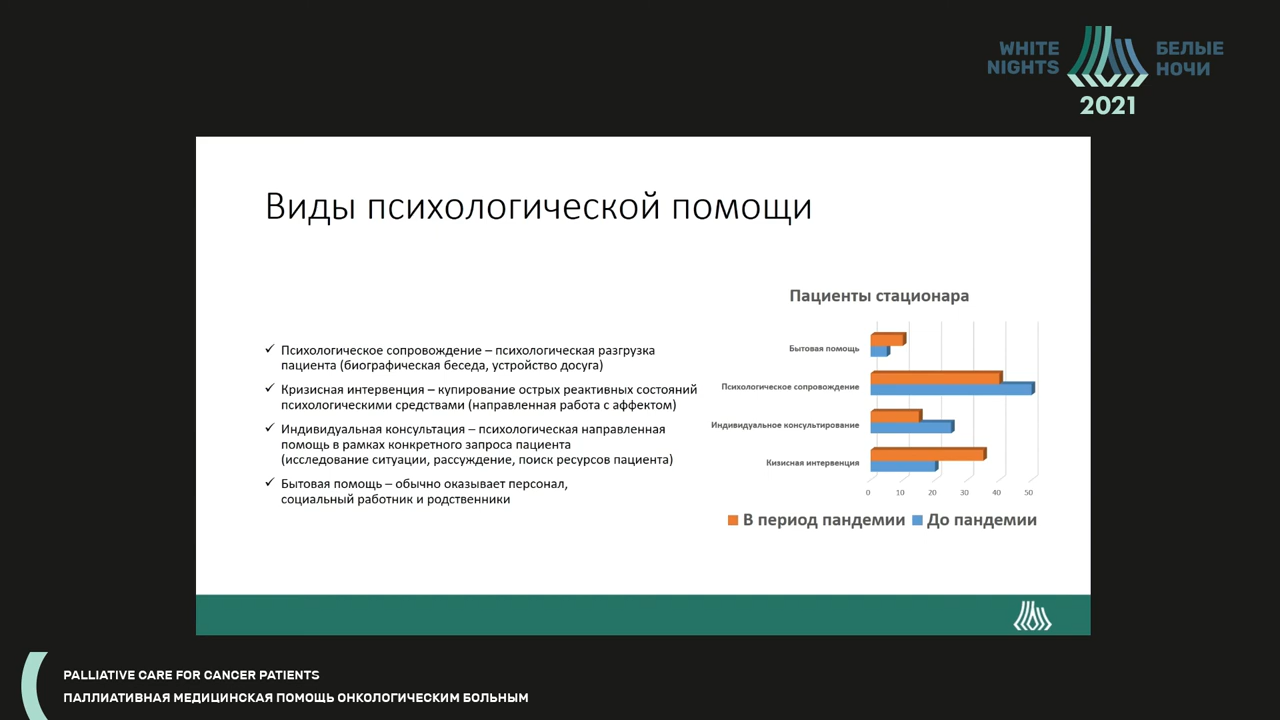 WHITE
NIGHTS
БЕЛЫЕ
НОЧИ
2021
Виды психологической помощи
✓ Психологическое сопровождение – психологическая разгрузка
пациента (биографическая беседа, устройство досуга)
✓ Кризисная интервенция – купирование острых реактивных состояний
психологическими средствами (направленная работа с аффектом)
✓ Индивидуальная консультация – психологическая направленная
помощь в рамках конкретного запроса пациента
(исследование ситуации, рассуждение, поиск ресурсов пациента)
✓ Бытовая помощь – обычно оказывает персонал,
социальный работник и родственники
Пациенты стационара
Бытовая помощь
Психологическое сопровождение
Индивидуальное консультирование
Кизисная интервенция
0 10 20 30 40 50
В период пандемии До пандемии
PALLIATIVE CARE FOR CANCER PATIENTS
ПАЛЛИАТИВНАЯ МЕДИЦИНСКАЯ ПОМОЩЬ ОНКОЛОГИЧЕСКИМ БОЛЬНЫМ